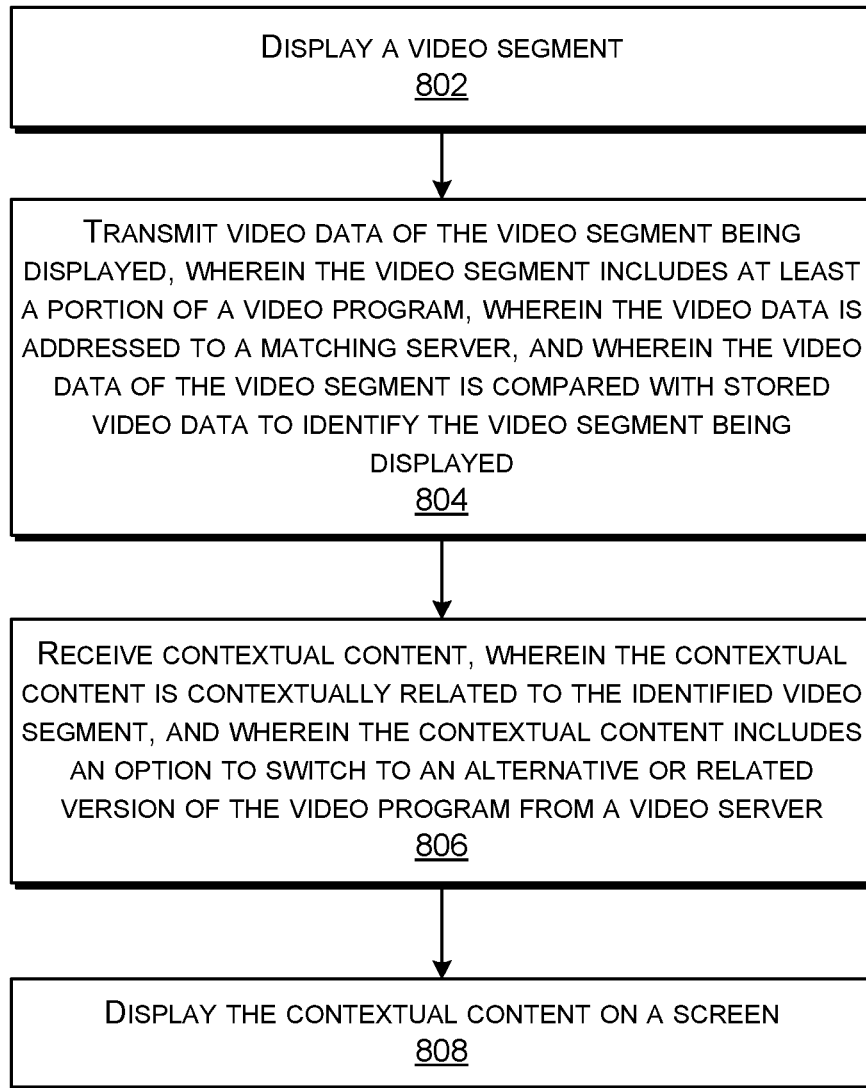 DISPLAY A VIDEO SEGMENT
802
TRANSMIT VIDEO DATA OF THE VIDEO SEGMENT BEING
DISPLAYED, WHEREIN THE VIDEO SEGMENT INCLUDES AT LEAST
A PORTION OF A VIDEO PROGRAM, WHEREIN THE VIDEO DATA IS
ADDRESSED TO A MATCHING SERVER, AND WHEREIN THE VIDEO
DATA OF THE VIDEO SEGMENT IS COMPARED WITH STORED
VIDEO DATA TO IDENTIFY THE VIDEO SEGMENT BEING
DISPLAYED
804
RECEIVE CONTEXTUAL CONTENT, WHEREIN THE CONTEXTUAL
CONTENT IS CONTEXTUALLY RELATED TO THE IDENTIFIED VIDEO
SEGMENT, AND WHEREIN THE CONTEXTUAL CONTENT INCLUDES
AN OPTION TO SWITCH TO AN ALTERNATIVE OR RELATED
VERSION OF THE VIDEO PROGRAM FROM A VIDEO SERVER
806
DISPLAY THE CONTEXTUAL CONTENT ON A SCREEN
808